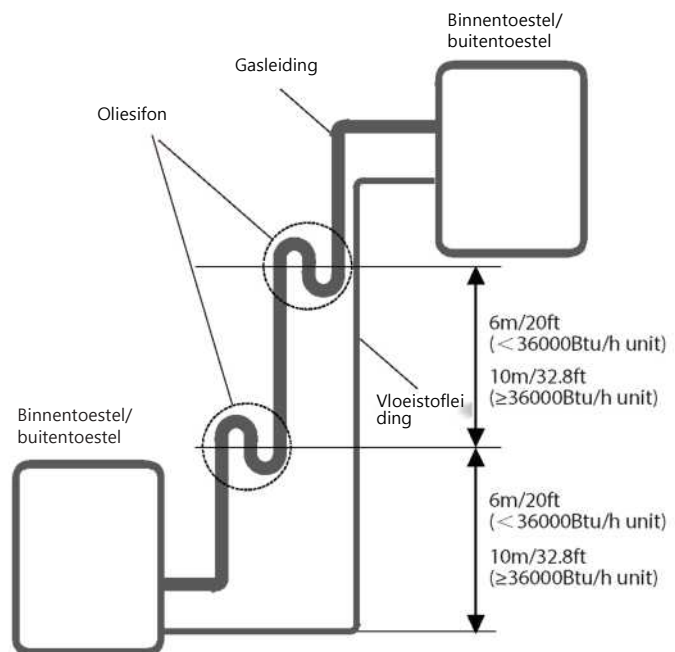 Binnentoestel/
buitentoestel
Gasleiding
Oliesifon
6m/20ft
(<36000Btu/h unit)
10m/32.8ft
(≥36000Btu/h unit)
Vloeistoflei
ding
Binnentoestel/
buitentoestel
6m/20ft
(<36000Btu/h unit)
10m/32.8ft
(≥36000Btu/h unit)